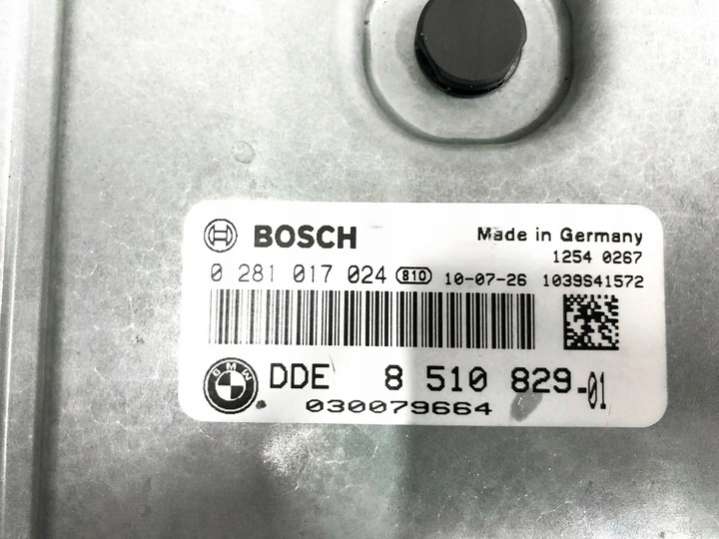 BOSCH
Made in Germany
1254 0267
0 281 017 024 810 10-07-26 1039S41572
BMW
DDE 8 510 829-01
030079664